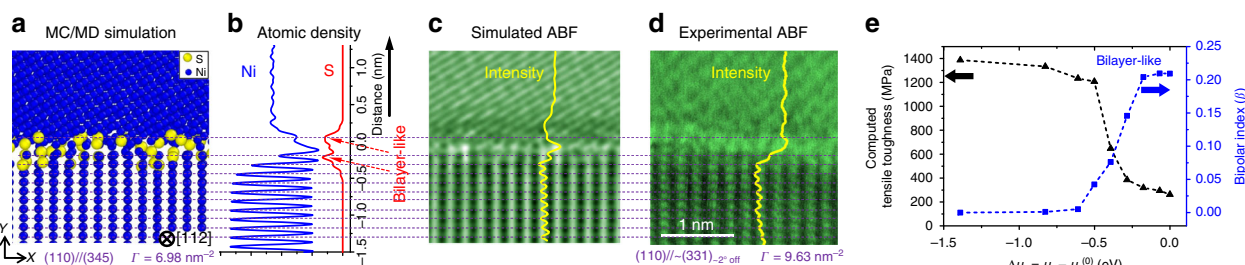 a MC/MD simulation
S
Ni
Y
X
[112]
(110)//(345) Γ = 6.98 nm⁻²
b Atomic density
Ni
S
Distance (nm)
1.0
0.5
0.0
−0.5
−1.0
−1.5
Bilayer-like
c Simulated ABF
Intensity
d Experimental ABF
Intensity
1 nm
(110)//~(331)~2° off Γ = 9.63 nm⁻²
e
Computed
tensile toughness (MPa)
1400
1200
1000
800
600
400
200
0
Bilayer-like
Bipolar index (β)
0.25
0.20
0.15
0.10
0.05
0.00
−1.5 −1.0 −0.5 0.0